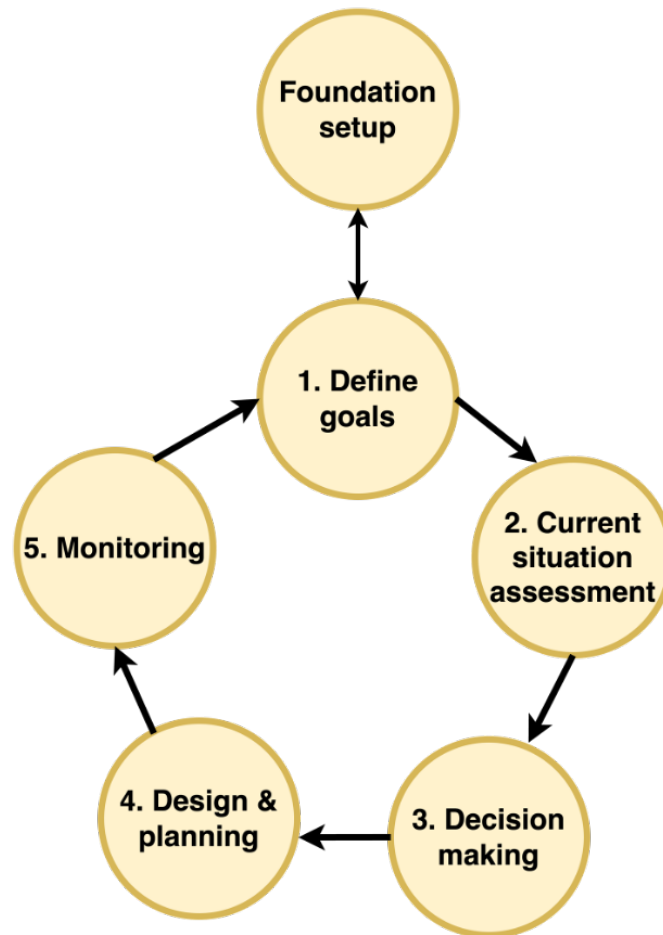 Foundation
setup
1. Define
goals
2. Current
situation
assessment
3. Decision
making
4. Design &
planning
5. Monitoring